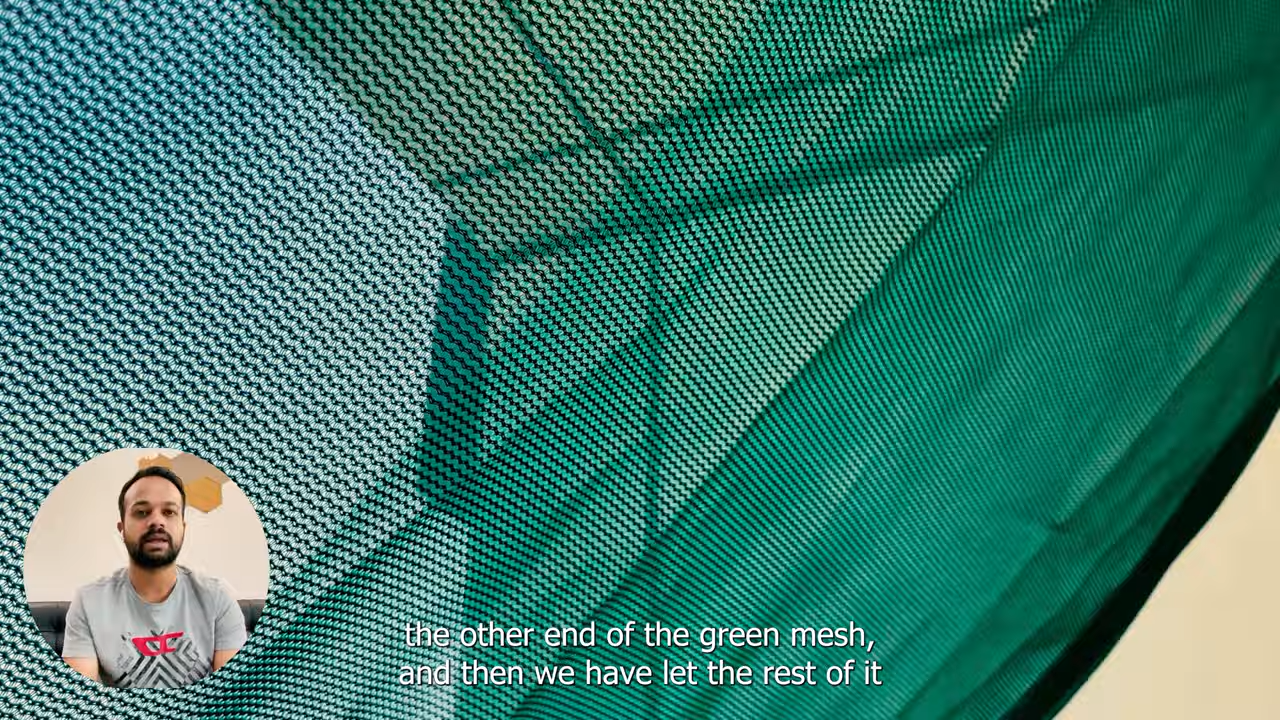 the other end of the green mesh,
and then we have let the rest of it